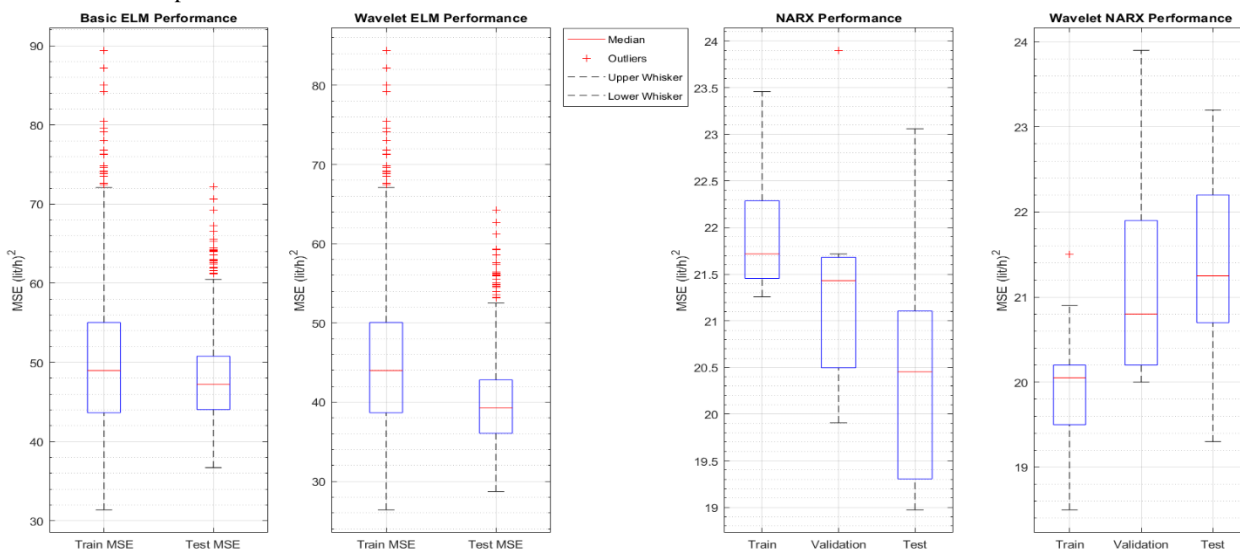 Basic ELM Performance
MSE (lit/h)2
90
80
70
60
50
40
30
Train MSE
Test MSE
Wavelet ELM Performance
80
70
60
50
40
30
Train MSE
Test MSE
Median
Outliers
Upper Whisker
Lower Whisker
NARX Performance
MSE (lit/h)2
24
23.5
23
22.5
22
21.5
21
20.5
20
19.5
19
Train
Validation
Test
Wavelet NARX Performance
MSE (lit/h)2
24
23
22
21
20
19
Train
Validation
Test